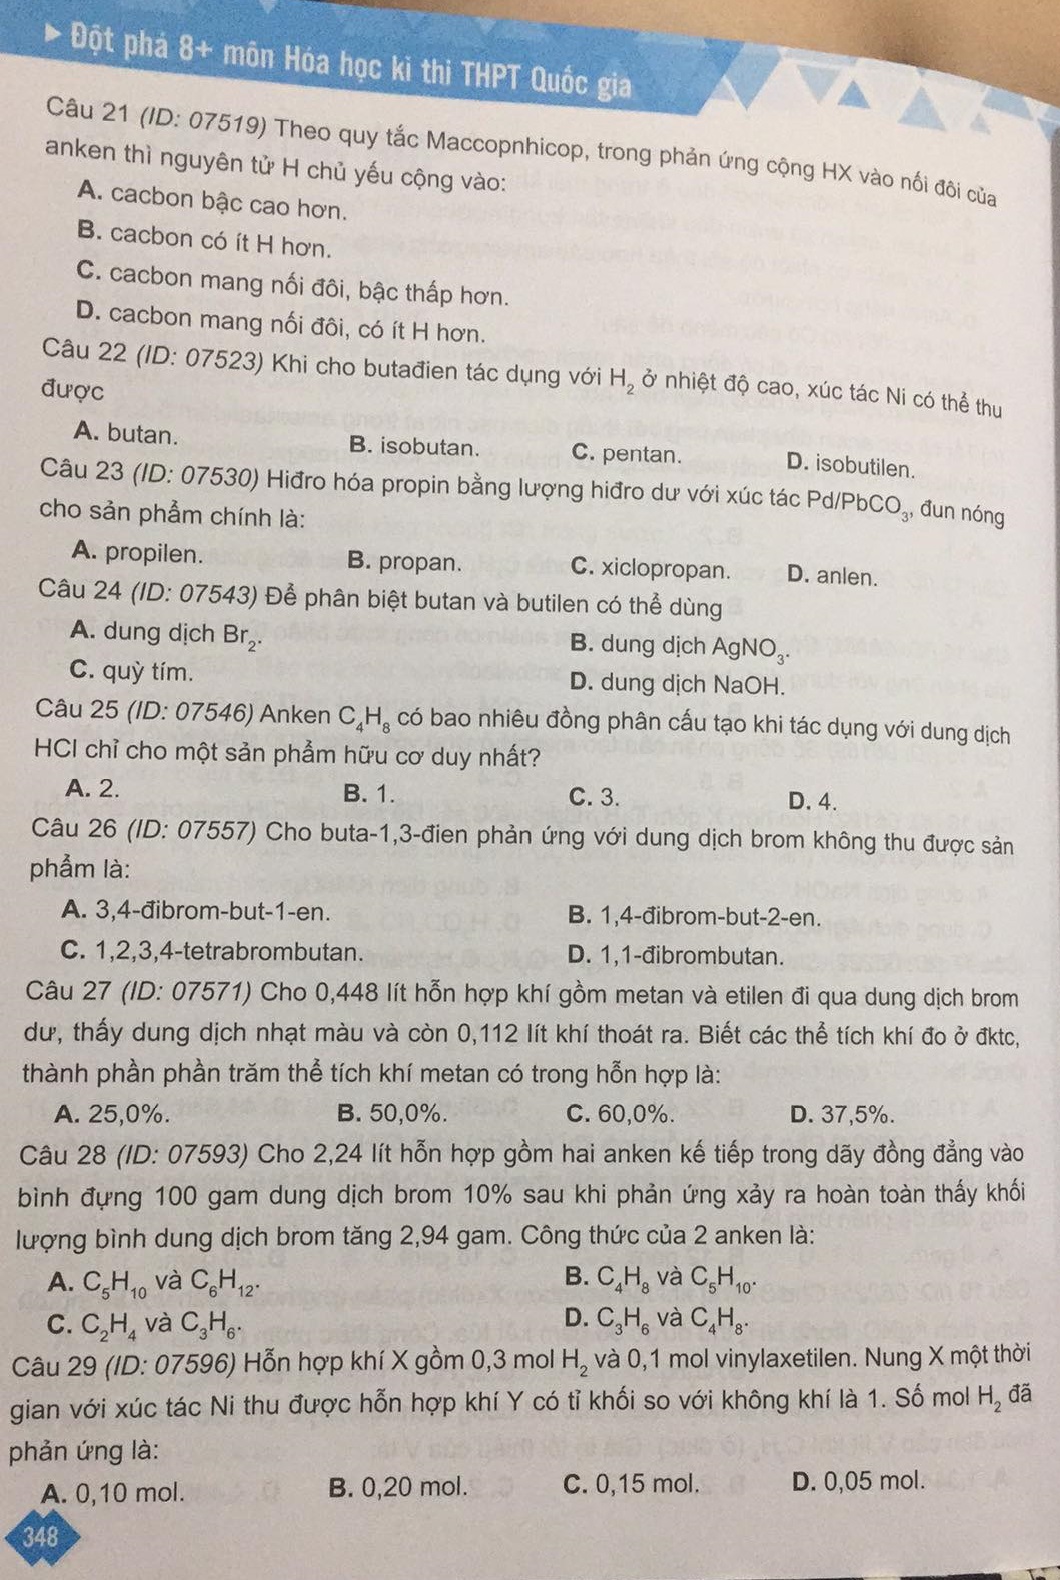 ▶ Đột phá 8+ môn Hóa học kì thi THPT Quốc gia
Câu 21 (ID: 07519) Theo quy tắc Maccopnhicop, trong phản ứng cộng HX vào nối đôi của
anken thì nguyên tử H chủ yếu cộng vào:
A. cacbon bậc cao hơn.
B. cacbon có ít H hơn.
C. cacbon mang nối đôi, bậc thấp hơn.
D. cacbon mang nối đôi, có ít H hơn.
Câu 22 (ID: 07523) Khi cho butađien tác dụng với H₂ ở nhiệt độ cao, xúc tác Ni có thể thu
được
A. butan. B. isobutan. C. pentan. D. isobutilen.
Câu 23 (ID: 07530) Hiđro hóa propin bằng lượng hiđro dư với xúc tác Pd/PbCO₃, đun nóng
cho sản phẩm chính là:
A. propilen. B. propan. C. xiclopropan. D. anlen.
Câu 24 (ID: 07543) Để phân biệt butan và butilen có thể dùng
A. dung dịch Br₂. B. dung dịch AgNO₃.
C. quỳ tím. D. dung dịch NaOH.
Câu 25 (ID: 07546) Anken C₄H₈ có bao nhiêu đồng phân cấu tạo khi tác dụng với dung dịch
HCl chỉ cho một sản phẩm hữu cơ duy nhất?
A. 2. B. 1. C. 3. D. 4.
Câu 26 (ID: 07557) Cho buta-1,3-đien phản ứng với dung dịch brom không thu được sản
phẩm là:
A. 3,4-đibrom-but-1-en. B. 1,4-đibrom-but-2-en.
C. 1,2,3,4-tetrabrombutan. D. 1,1-đibrombutan.
Câu 27 (ID: 07571) Cho 0,448 lít hỗn hợp khí gồm metan và etilen đi qua dung dịch brom
dư, thấy dung dịch nhạt màu và còn 0,112 lít khí thoát ra. Biết các thể tích khí đo ở đktc,
thành phần phần trăm thể tích khí metan có trong hỗn hợp là:
A. 25,0%. B. 50,0%. C. 60,0%. D. 37,5%.
Câu 28 (ID: 07593) Cho 2,24 lít hỗn hợp gồm hai anken kế tiếp trong dãy đồng đẳng vào
bình đựng 100 gam dung dịch brom 10% sau khi phản ứng xảy ra hoàn toàn thấy khối
lượng bình dung dịch brom tăng 2,94 gam. Công thức của 2 anken là:
A. C₅H₁₀ và C₆H₁₂. B. C₄H₈ và C₅H₁₀.
C. C₂H₄ và C₃H₆. D. C₃H₆ và C₄H₈.
Câu 29 (ID: 07596) Hỗn hợp khí X gồm 0,3 mol H₂ và 0,1 mol vinylaxetilen. Nung X một thời
gian với xúc tác Ni thu được hỗn hợp khí Y có tỉ khối so với không khí là 1. Số mol H₂ đã
phản ứng là:
A. 0,10 mol. B. 0,20 mol. C. 0,15 mol. D. 0,05 mol.
348